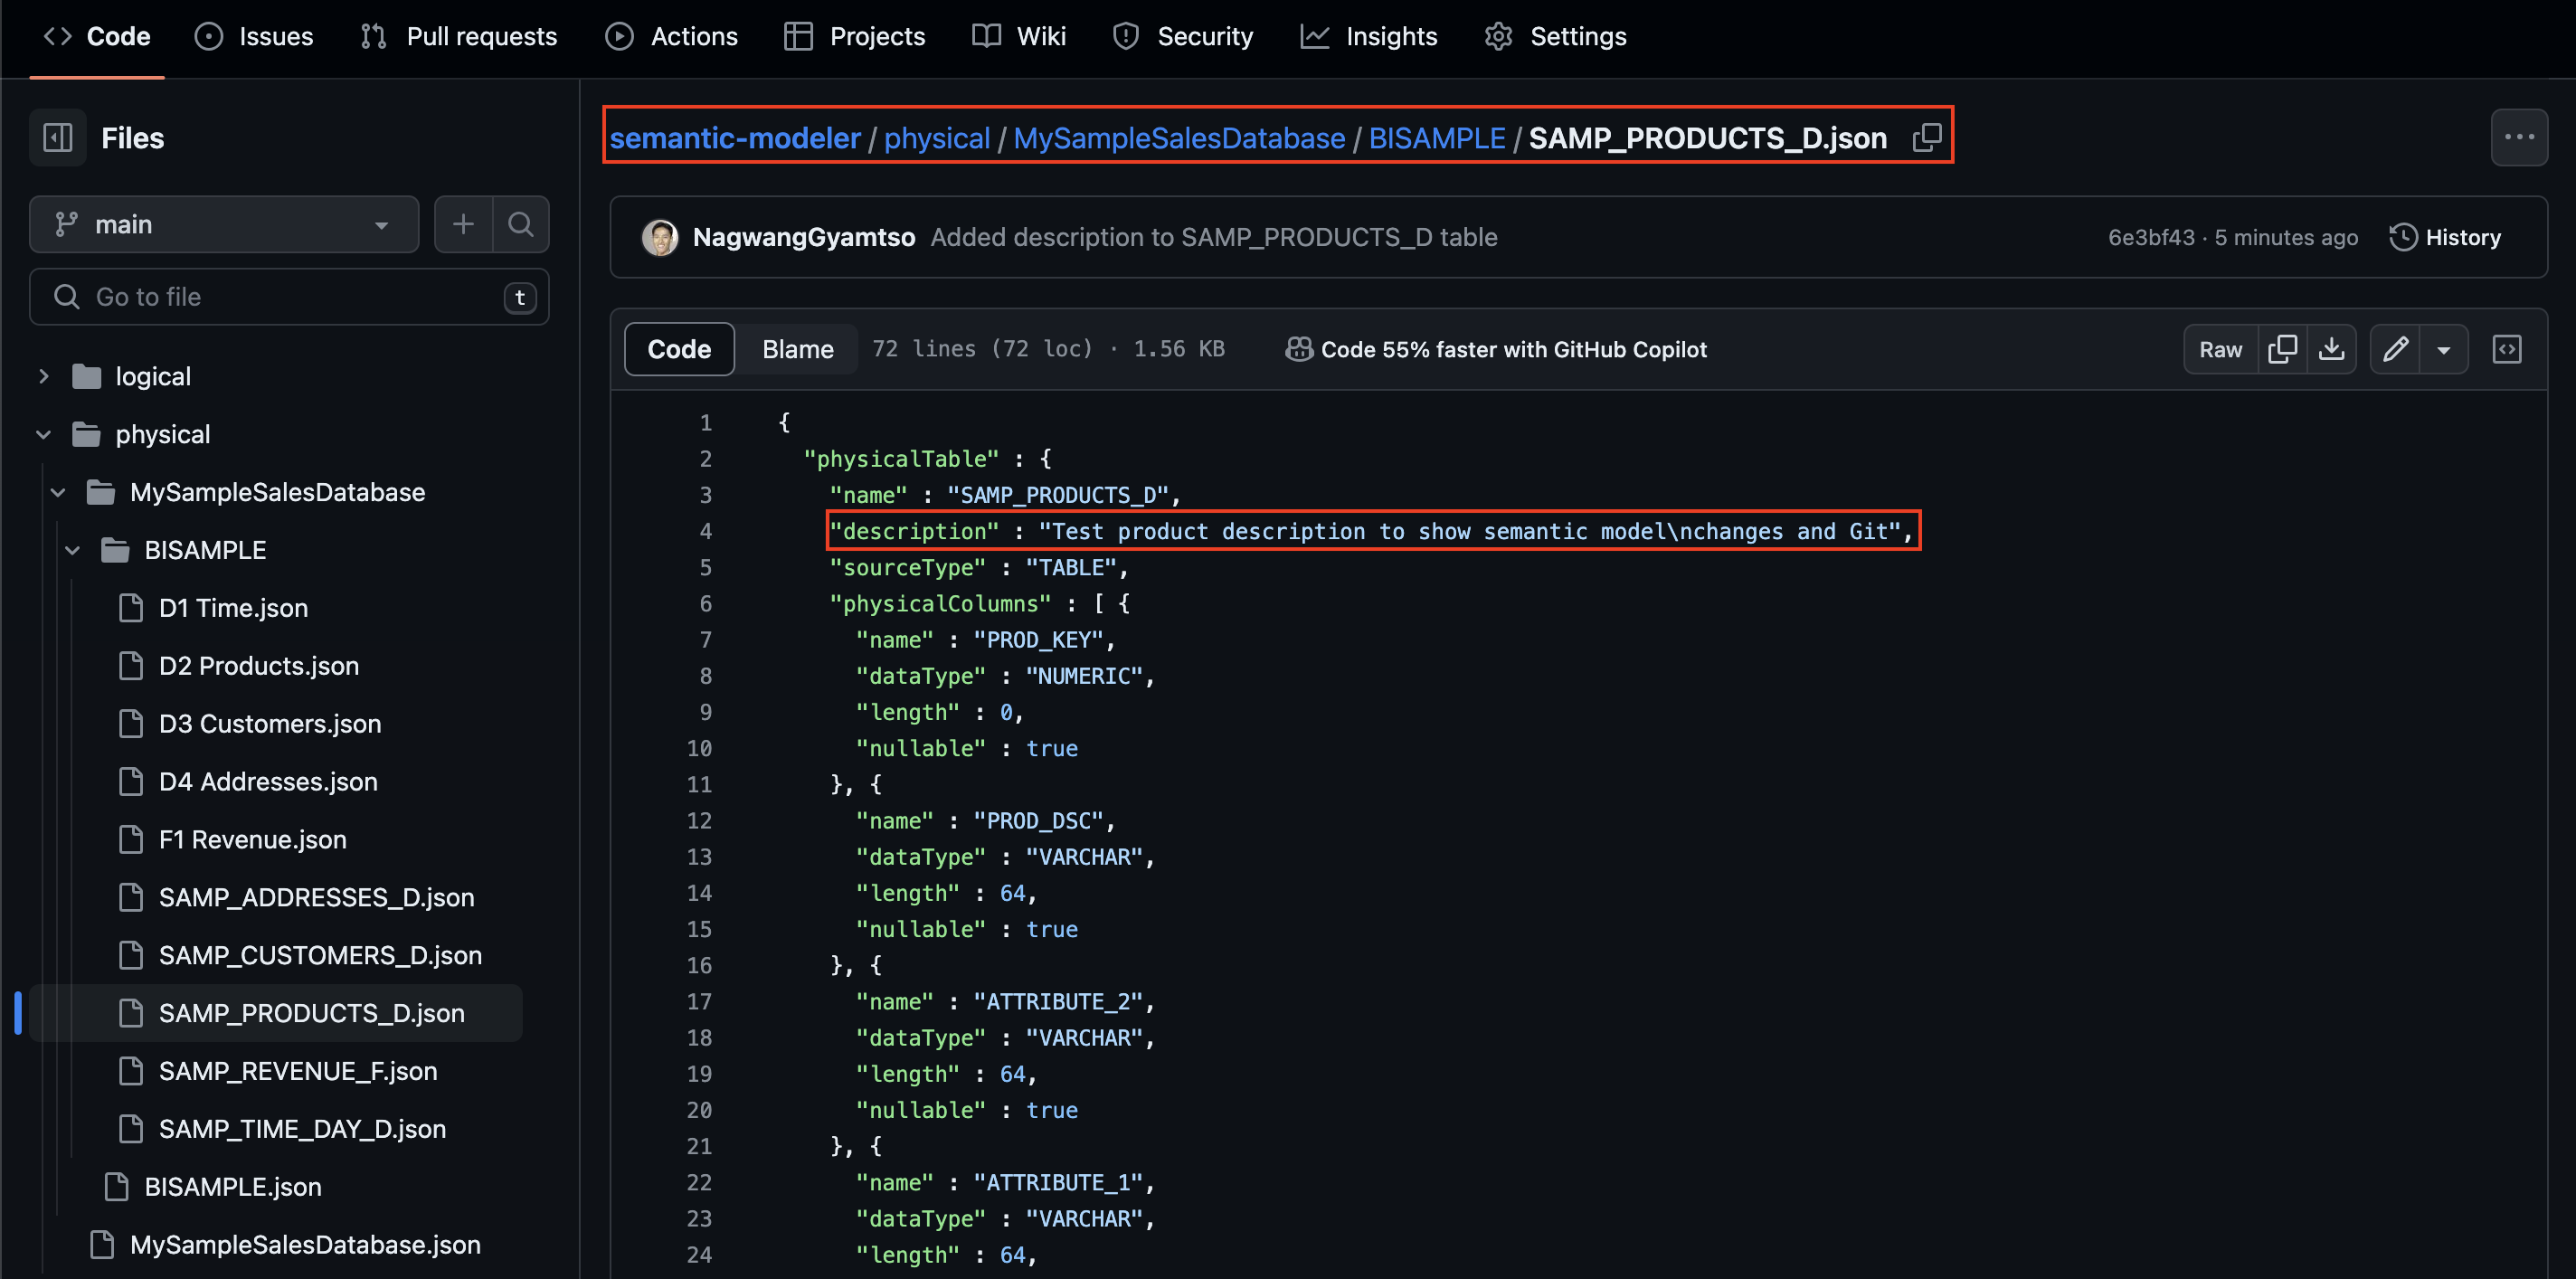 Code Issues Pull requests Actions Projects Wiki Security Insights Settings
Files
semantic-modeler / physical / MySampleSalesDatabase / BISAMPLE / SAMP_PRODUCTS_D.json
main
NagwangGyamtso Added description to SAMP_PRODUCTS_D table 6e3bf43 · 5 minutes ago History
Go to file t
Code Blame 72 lines (72 loc) · 1.56 KB Code 55% faster with GitHub Copilot Raw
logical
physical
MySampleSalesDatabase
BISAMPLE
D1 Time.json
D2 Products.json
D3 Customers.json
D4 Addresses.json
F1 Revenue.json
SAMP_ADDRESSES_D.json
SAMP_CUSTOMERS_D.json
SAMP_PRODUCTS_D.json
SAMP_REVENUE_F.json
SAMP_TIME_DAY_D.json
BISAMPLE.json
MySampleSalesDatabase.json
1 {
2 "physicalTable" : {
3 "name" : "SAMP_PRODUCTS_D",
4 "description" : "Test product description to show semantic model\nchanges and Git",
5 "sourceType" : "TABLE",
6 "physicalColumns" : [ {
7 "name" : "PROD_KEY",
8 "dataType" : "NUMERIC",
9 "length" : 0,
10 "nullable" : true
11 }, {
12 "name" : "PROD_DSC",
13 "dataType" : "VARCHAR",
14 "length" : 64,
15 "nullable" : true
16 }, {
17 "name" : "ATTRIBUTE_2",
18 "dataType" : "VARCHAR",
19 "length" : 64,
20 "nullable" : true
21 }, {
22 "name" : "ATTRIBUTE_1",
23 "dataType" : "VARCHAR",
24 "length" : 64,